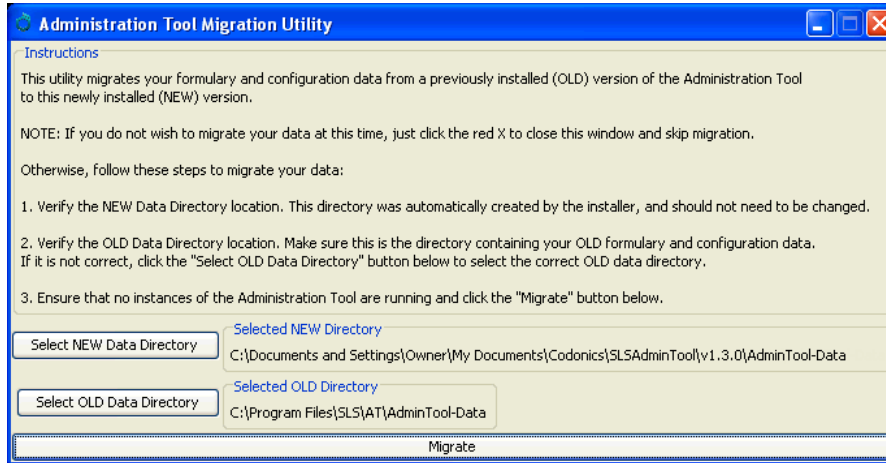 Administration Tool Migration Utility
Instructions
This utility migrates your formulary and configuration data from a previously installed (OLD) version of the Administration Tool
to this newly installed (NEW) version.
NOTE: If you do not wish to migrate your data at this time, just click the red X to close this window and skip migration.
Otherwise, follow these steps to migrate your data:
1. Verify the NEW Data Directory location. This directory was automatically created by the installer, and should not need to be changed.
2. Verify the OLD Data Directory location. Make sure this is the directory containing your OLD formulary and configuration data.
If it is not correct, click the "Select OLD Data Directory" button below to select the correct OLD data directory.
3. Ensure that no instances of the Administration Tool are running and click the "Migrate" button below.
Select NEW Data Directory
Selected NEW Directory
C:\Documents and Settings\Owner\My Documents\Codonics\SLSAdminTool\v1.3.0\AdminTool-Data
Select OLD Data Directory
Selected OLD Directory
C:\Program Files\SLS\AT\AdminTool-Data
Migrate